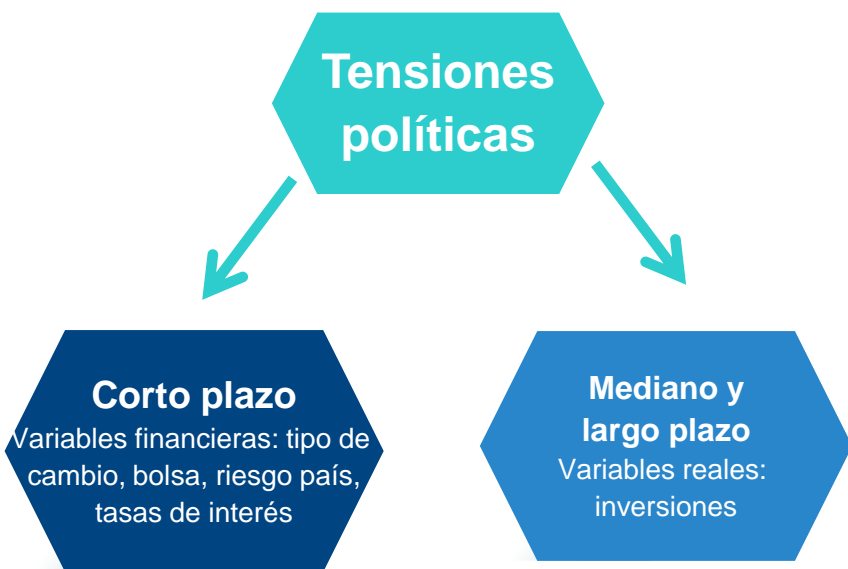 Tensiones
políticas
Corto plazo
Variables financieras: tipo de
cambio, bolsa, riesgo país,
tasas de interés
Mediano y
largo plazo
Variables reales:
inversiones